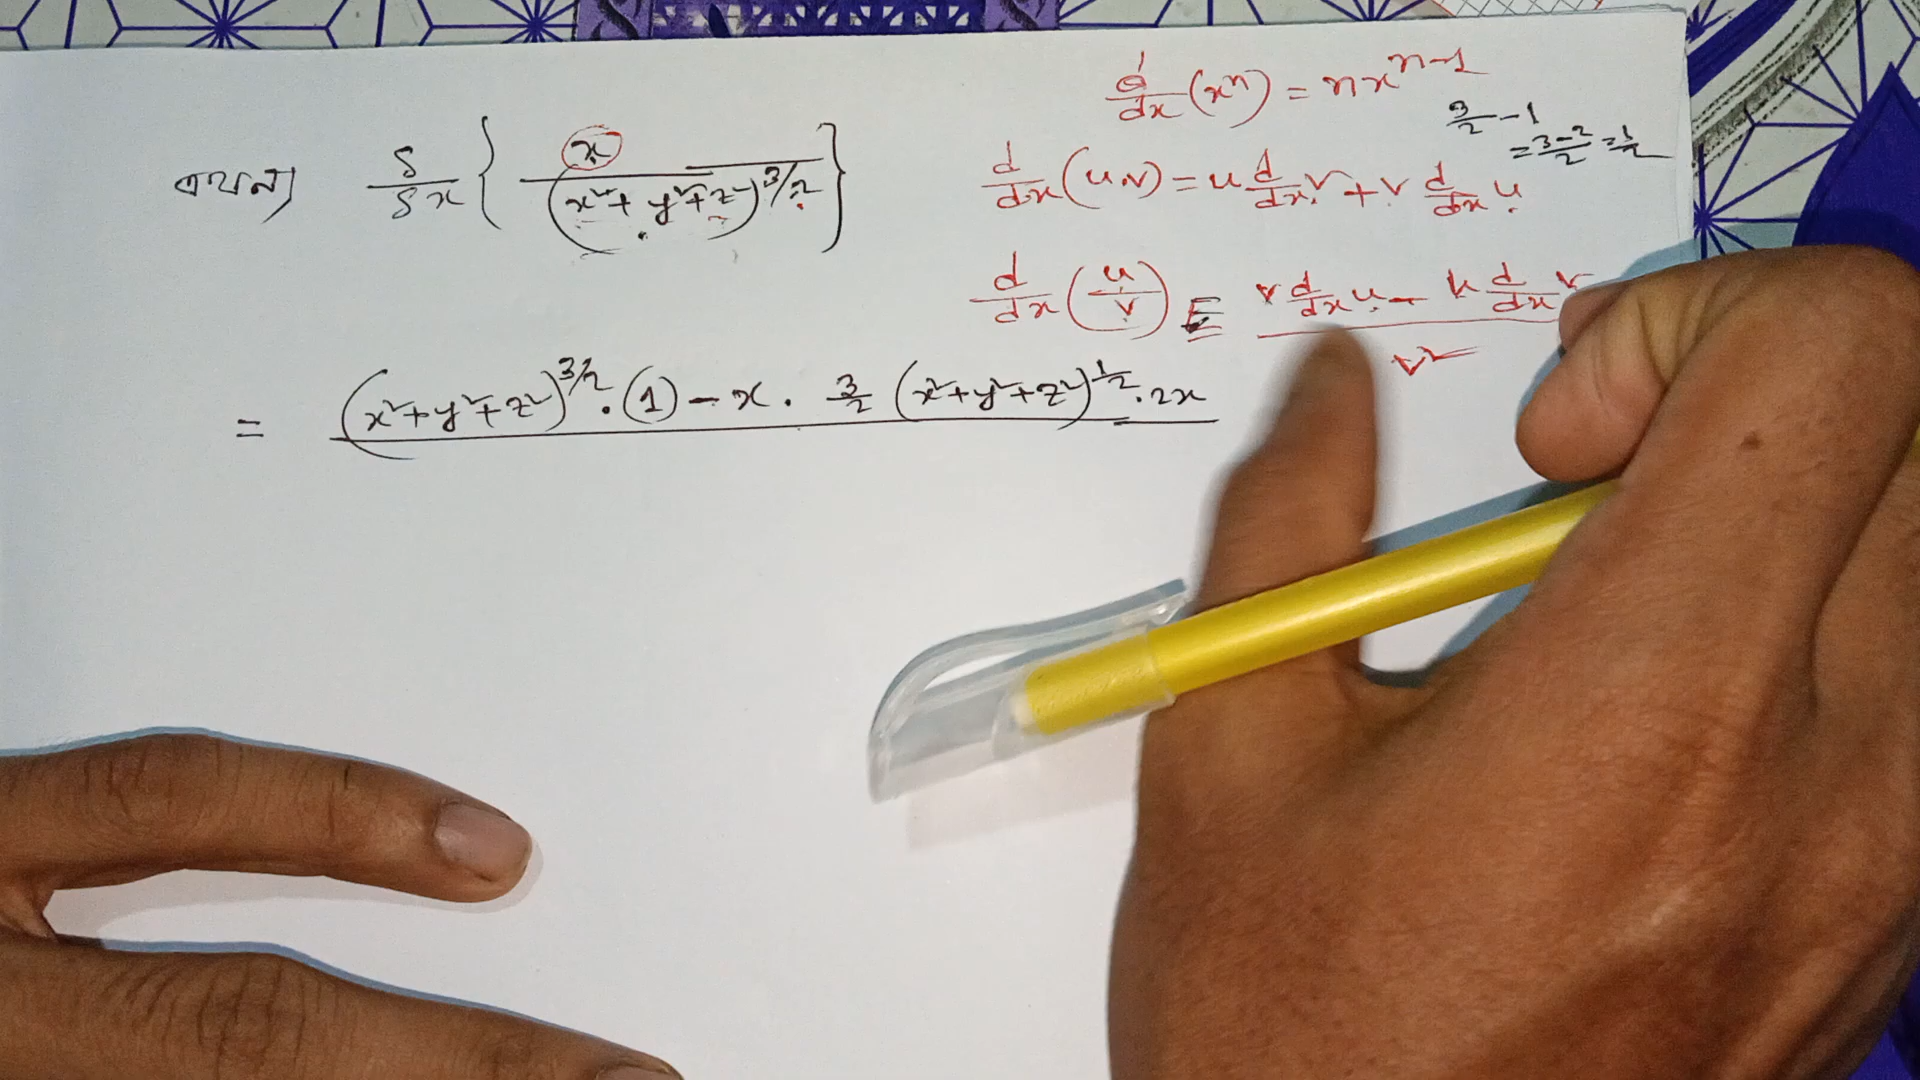 d/dx (xⁿ) = nxⁿ⁻¹
3/2 - 1
= 3-2/2 = 1/2
এখন, δ/δx { x / (x²+y²+z²)^3/2 }
d/dx (u.v) = u d/dx v + v d/dx u
d/dx (u/v) = v d/dx u - u d/dx v / v²
= (x²+y²+z²)^3/2 . (1) - x . 3/2 (x²+y²+z²)^1/2 . 2x